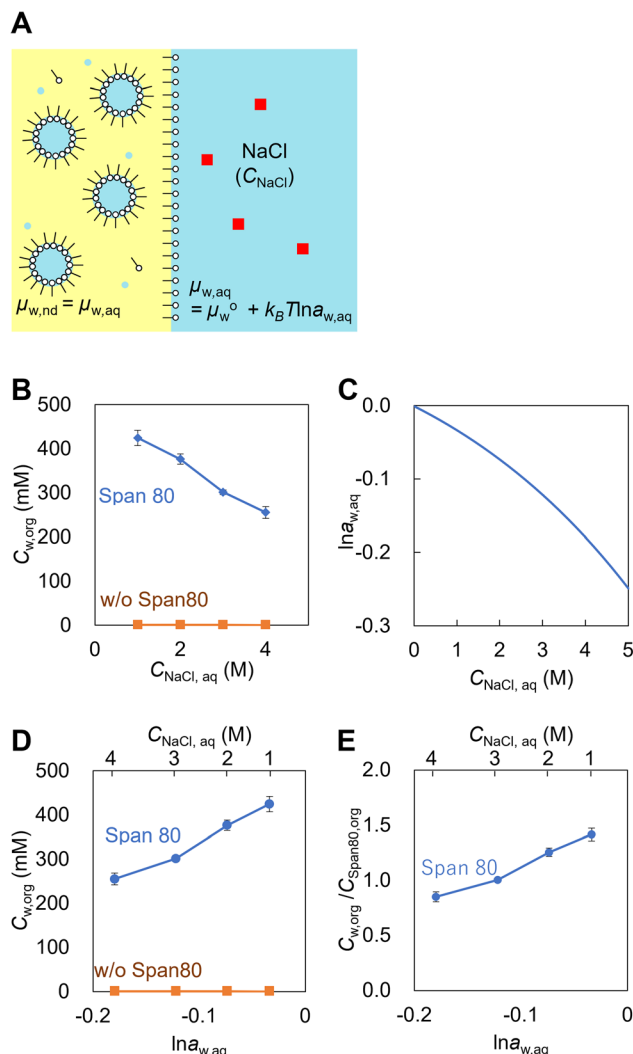 A
NaCl
(CNaCl)
μw,nd = μw,aq
μw,aq
= μw° + kBTlnaw,aq
B
Cw,org (mM)
500
400
300
200
100
0
Span 80
w/o Span80
0 2 4
CNaCl, aq (M)
C
lnaw,aq
0.0
-0.1
-0.2
-0.3
0 1 2 3 4 5
CNaCl, aq (M)
D
CNaCl, aq (M)
4 3 2 1
Cw,org (mM)
500
400
300
200
100
0
Span 80
w/o Span80
-0.2 -0.1 0
lnaw,aq
E
CNaCl, aq (M)
4 3 2 1
Cw,org /CSpan80,org
2.0
1.5
1.0
0.5
0.0
Span 80
-0.2 -0.1 0
lnaw,aq